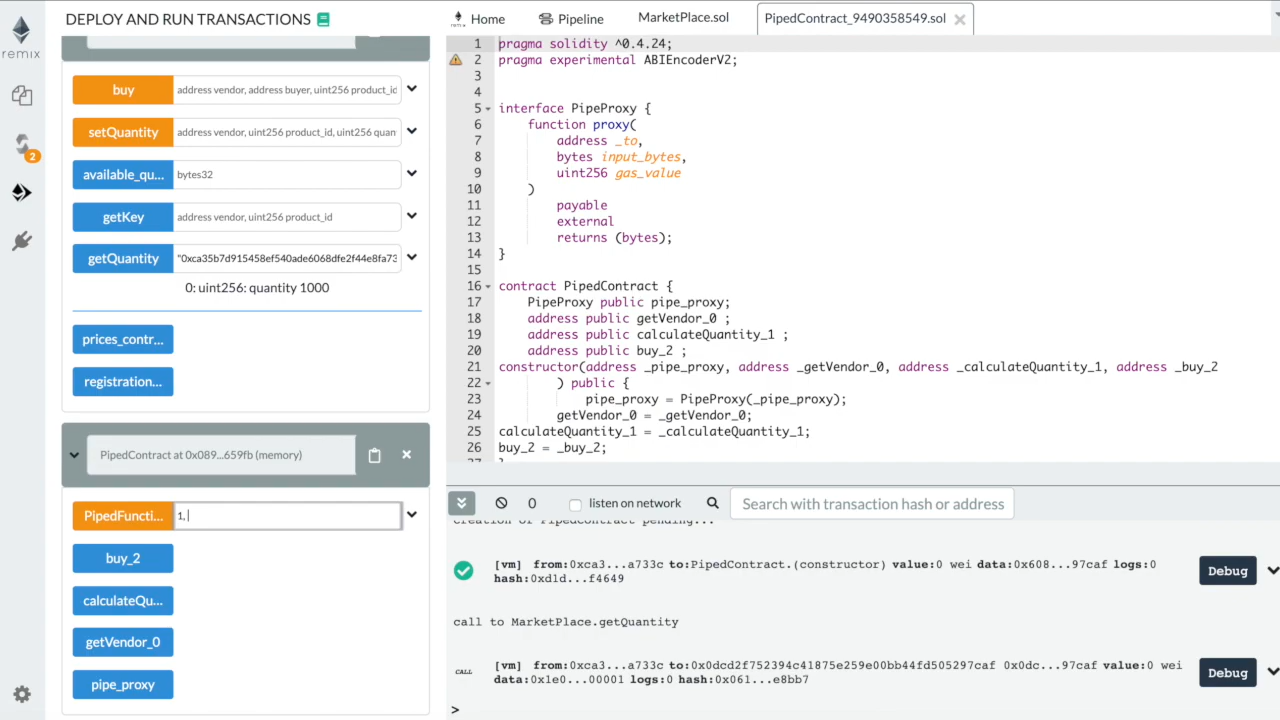 remix
2
DEPLOY AND RUN TRANSACTIONS
buy
address vendor, address buyer, uint256 product_id
setQuantity
address vendor, uint256 product_id, uint256 quan
available_qu...
bytes32
getKey
address vendor, uint256 product_id
getQuantity
"0xca35b7d915458ef540ade6068dfe2f44e8fa73
0: uint256: quantity 1000
prices_contr...
registration...
PipedContract at 0x089...659fb (memory)
PipedFuncti...
1,
buy_2
calculateQu...
getVendor_0
pipe_proxy
Home
Pipeline
MarketPlace.sol
PipedContract_9490358549.sol
1 pragma solidity ^0.4.24;
2 pragma experimental ABIEncoderV2;
3
4
5 interface PipeProxy {
6 function proxy(
7 address _to,
8 bytes input_bytes,
9 uint256 gas_value
10 )
11 payable
12 external
13 returns (bytes);
14 }
15
16 contract PipedContract {
17 PipeProxy public pipe_proxy;
18 address public getVendor_0 ;
19 address public calculateQuantity_1 ;
20 address public buy_2 ;
21 constructor(address _pipe_proxy, address _getVendor_0, address _calculateQuantity_1, address _buy_2
22 ) public {
23 pipe_proxy = PipeProxy(_pipe_proxy);
24 getVendor_0 = _getVendor_0;
25 calculateQuantity_1 = _calculateQuantity_1;
26 buy_2 = _buy_2;
27 }
0
listen on network
Search with transaction hash or address
creation of PipedContract pending...
[vm] from:0xca3...a733c to:PipedContract.(constructor) value:0 wei data:0x608...97caf logs:0
hash:0xd1d...f4649
Debug
call to MarketPlace.getQuantity
CALL
[vm] from:0xca3...a733c to:0x0dcd2f752394c41875e259e00bb44fd505297caf 0x0dc...97caf value:0 wei
data:0x1e0...00001 logs:0 hash:0x061...e8bb7
Debug
>